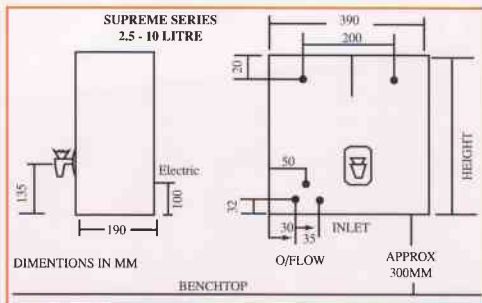 SUPREME SERIES
2.5 - 10 LITRE
390
200
20
HEIGHT
50
Electric
135
100
32
190
30
35
INLET
O/FLOW
APPROX
300MM
DIMENTIONS IN MM
BENCHTOP